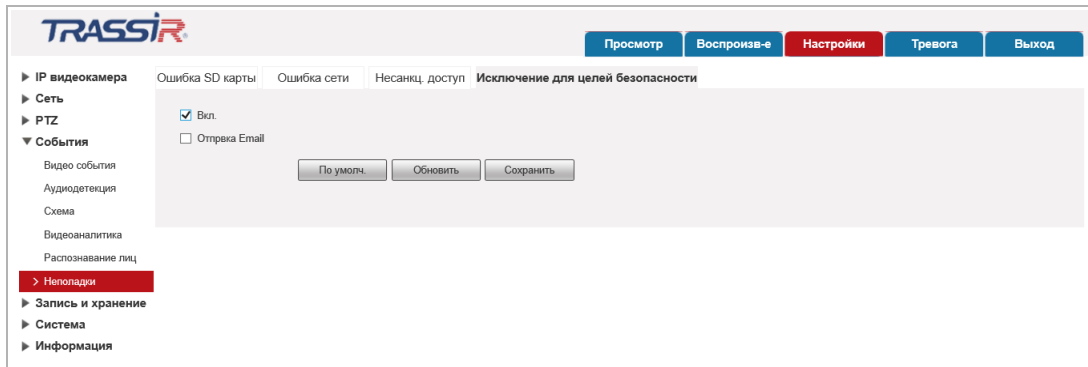 TRASSIR
Просмотр Воспроизв-е Настройки Тревога Выход
IP видеокамера
Сеть
PTZ
События
Видео события
Аудиодетекция
Схема
Видеоаналитика
Распознавание лиц
Неполадки
Запись и хранение
Система
Информация
Ошибка SD карты Ошибка сети Несанкц. доступ Исключение для целей безопасности
Вкл.
Отпрвка Email
По умолч. Обновить Сохранить